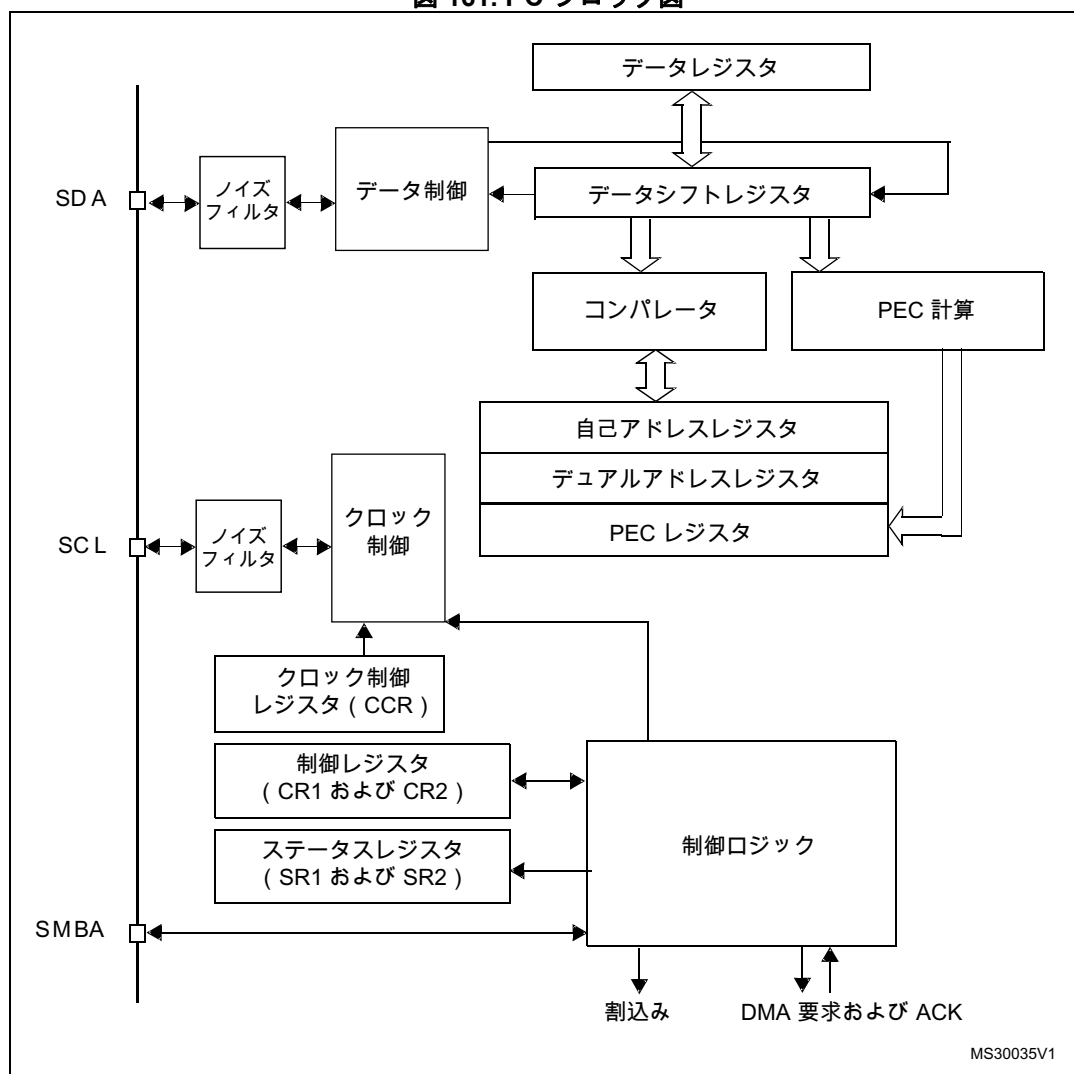 データレジスタ
SDA
ノイズ
フィルタ
データ制御
データシフトレジスタ
コンパレータ
PEC 計算
自己アドレスレジスタ
デュアルアドレスレジスタ
PEC レジスタ
SCL
ノイズ
フィルタ
クロック
制御
クロック制御
レジスタ ( CCR )
制御レジスタ
( CR1 および CR2 )
ステータスレジスタ
( SR1 および SR2 )
制御ロジック
SMBA
割込み
DMA 要求および ACK
MS30035V1